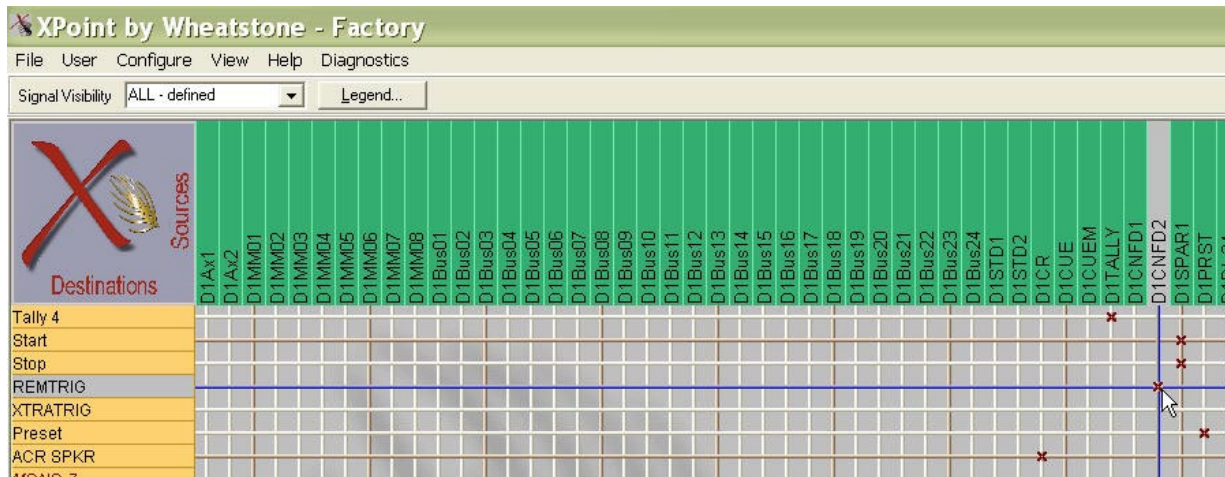 XPoint by Wheatstone - Factory
File User Configure View Help Diagnostics
Signal Visibility ALL - defined Legend...
Sources
Destinations
D1Ax1
D1Ax2
D1MM01
D1MM02
D1MM03
D1MM04
D1MM05
D1MM06
D1MM07
D1MM08
D1Bus01
D1Bus02
D1Bus03
D1Bus04
D1Bus05
D1Bus06
D1Bus07
D1Bus08
D1Bus09
D1Bus10
D1Bus11
D1Bus12
D1Bus13
D1Bus14
D1Bus15
D1Bus16
D1Bus17
D1Bus18
D1Bus19
D1Bus20
D1Bus21
D1Bus22
D1Bus23
D1Bus24
D1STD1
D1STD2
D1CR
D1CUE
D1CUEM
D1TALLY
D1CNFD1
D1CNFD2
D1SPAR1
D1PRST
Tally 4
Start
Stop
REMTRIG
XTRATRIG
Preset
ACR SPKR